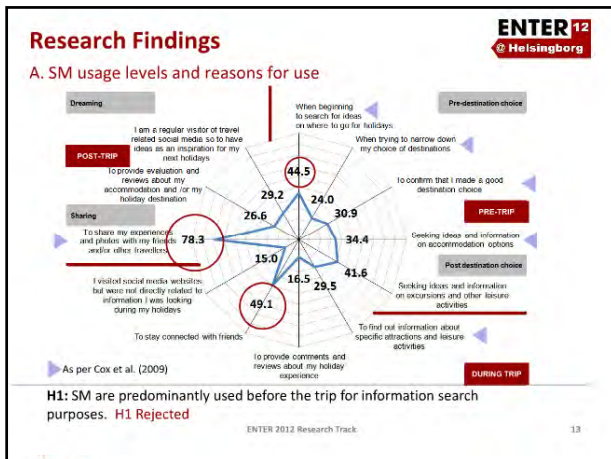 Research Findings
ENTER 12
@ Helsingborg
A. SM usage levels and reasons for use
Dreaming
When beginning
to search for ideas
on where to go for holidays
Pre-destination choice
I am a regular visitor of travel
related social media so to have
ideas as an inspiration for my
next holidays
When trying to narrow down
my choice of destinations
POST-TRIP
44.5
To provide evaluation and
reviews about my
accommodation and /or my
holiday destination
29.2
24.0
To confirm that I made a good
destination choice
26.6
30.9
PRE-TRIP
Sharing
To share my experiences
and photos with my friends
and/or other travellers
78.3
34.4
Seeking ideas and information
on accommodation options
15.0
41.6
Post destination choice
I visited social media websites
but were not directly related to
information I was looking
during my holidays
16.5
29.5
Seeking ideas and information
on excursions and other leisure
activities
49.1
To stay connected with friends
To find out information about
specific attractions and leisure
activities
To provide comments and
reviews about my holiday
experience
As per Cox et al. (2009)
DURING TRIP
H1: SM are predominantly used before the trip for information search
purposes. H1 Rejected
ENTER 2012 Research Track
13